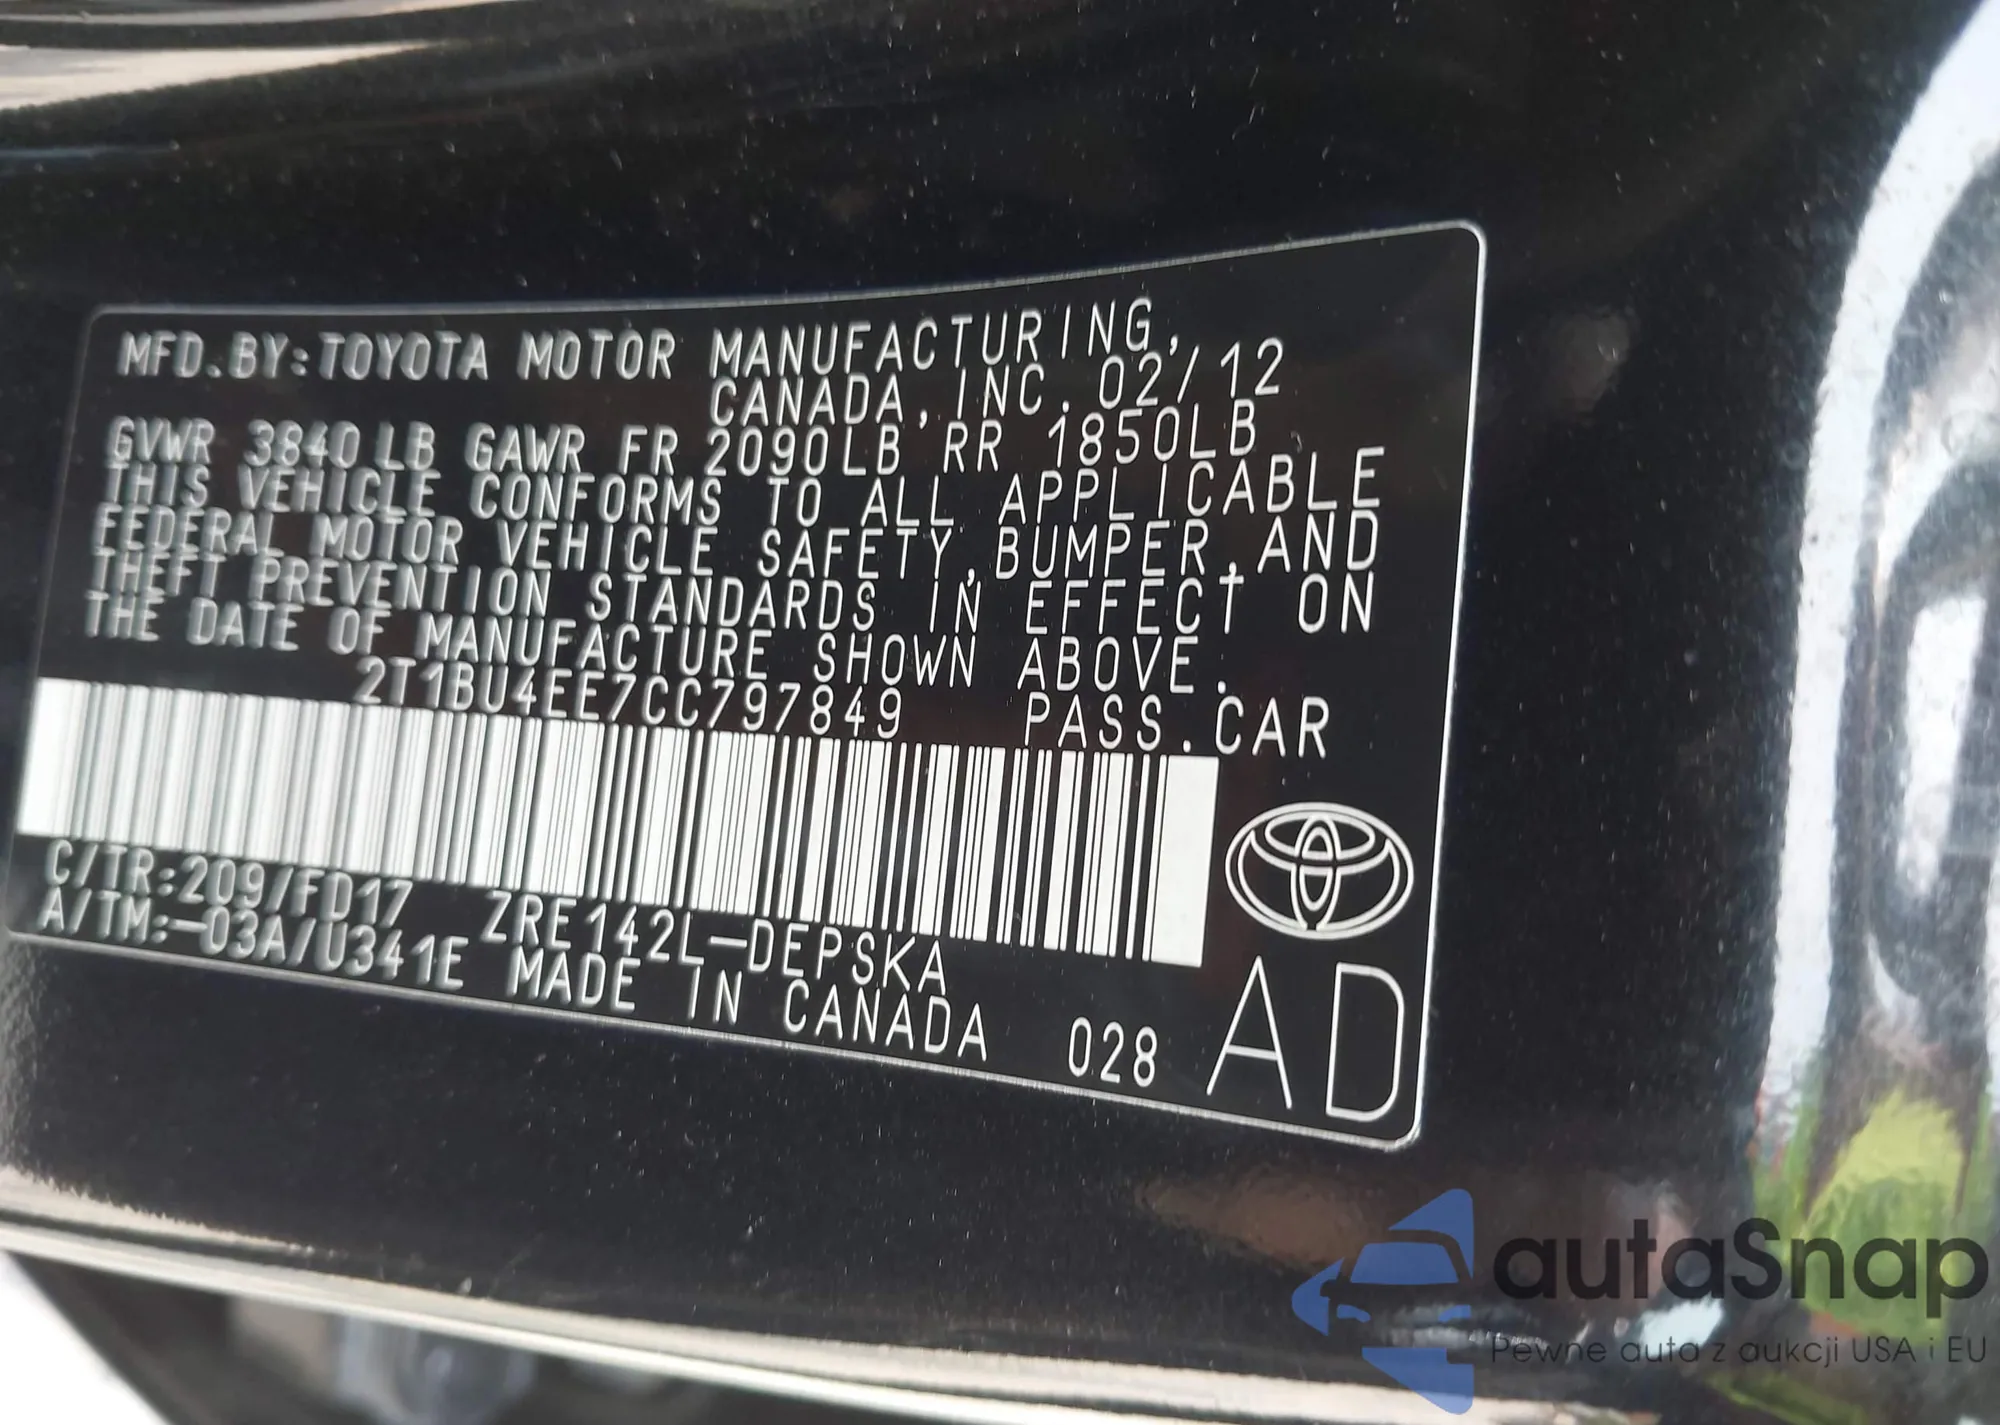 MFD.BY:TOYOTA MOTOR MANUFACTURING,
CANADA,INC. 02/12
GVWR 3840LB GAWR FR 2090LB RR 1850LB
THIS VEHICLE CONFORMS TO ALL APPLICABLE
FEDERAL MOTOR VEHICLE SAFETY,BUMPER,AND
THEFT PREVENTION STANDARDS IN EFFECT ON
THE DATE OF MANUFACTURE SHOWN ABOVE.
2T1BU4EE7CC797849 PASS.CAR
C/TR:209/FD17 ZRE142L-DEPSKA
A/TM:-03A/U341E MADE IN CANADA 028
AD
autaSnap
Pewne auta z aukcji USA i EU